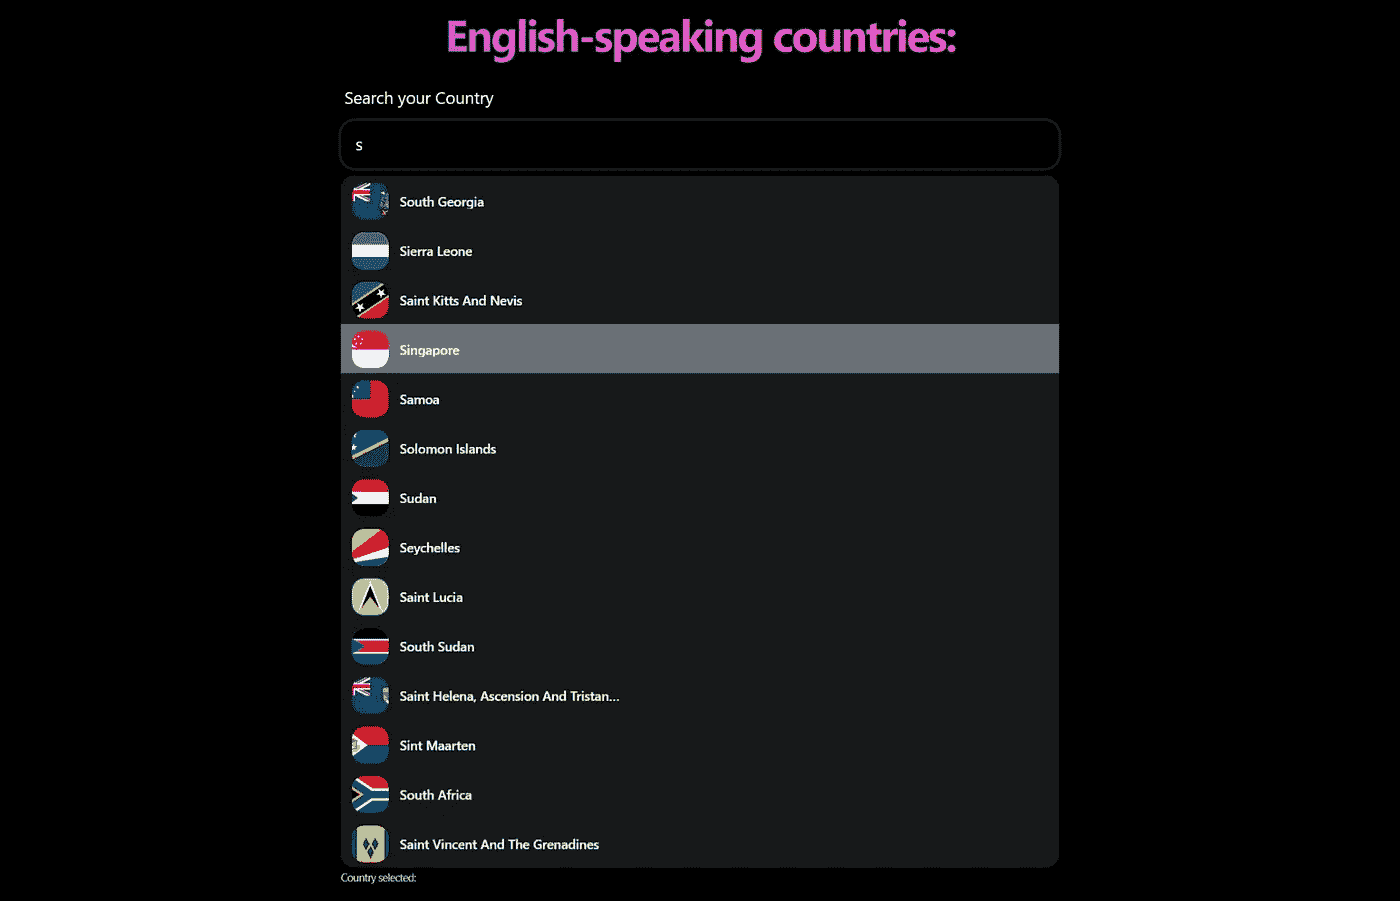 English-speaking countries:
Search your Country
s
South Georgia
Sierra Leone
Saint Kitts And Nevis
Singapore
Samoa
Solomon Islands
Sudan
Seychelles
Saint Lucia
South Sudan
Saint Helena, Ascension And Tristan...
Sint Maarten
South Africa
Saint Vincent And The Grenadines
Country selected: